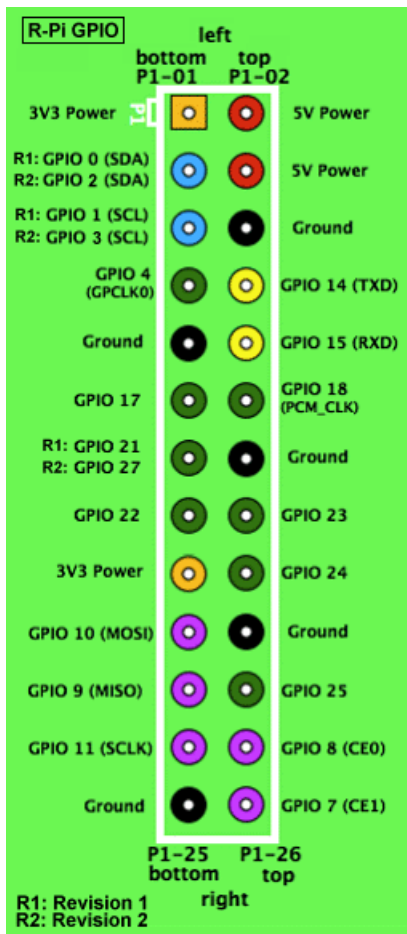 R-Pi GPIO
left
bottom top
P1-01 P1-02
3V3 Power P1 5V Power
R1: GPIO 0 (SDA)
R2: GPIO 2 (SDA) 5V Power
R1: GPIO 1 (SCL)
R2: GPIO 3 (SCL) Ground
GPIO 4
(GPCLK0) GPIO 14 (TXD)
Ground GPIO 15 (RXD)
GPIO 17 GPIO 18
(PCM_CLK)
R1: GPIO 21
R2: GPIO 27 Ground
GPIO 22 GPIO 23
3V3 Power GPIO 24
GPIO 10 (MOSI) Ground
GPIO 9 (MISO) GPIO 25
GPIO 11 (SCLK) GPIO 8 (CE0)
Ground GPIO 7 (CE1)
P1-25 P1-26
bottom top
right
R1: Revision 1
R2: Revision 2